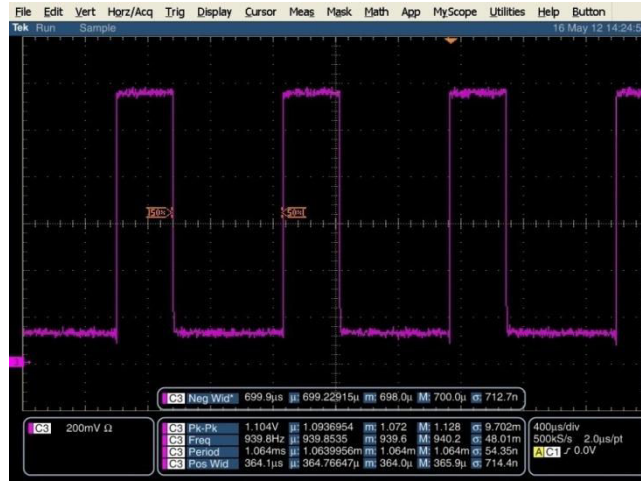 File Edit Vert Horz/Acq Trig Display Cursor Meas Mask Math App MyScope Utilities Help Button
Tek Run Sample 16 May 12 14:24:5
50% 50%
3
C3 Neg Wid* 699.9µs µ: 699.22915µ m: 698.0µ M: 700.0µ σ: 712.7n
C3 200mV Ω
C3 Pk-Pk 1.104V µ: 1.0936954 m: 1.072 M: 1.128 σ: 9.702m
C3 Freq 939.8Hz µ: 939.8535 m: 939.6 M: 940.2 σ: 48.01m
C3 Period 1.064ms µ: 1.0639956m m: 1.064m M: 1.064m σ: 54.35n
C3 Pos Wid 364.1µs µ: 364.76647µ m: 364.0µ M: 365.9µ σ: 714.4n
400µs/div
500kS/s 2.0µs/pt
A C1 0.0V